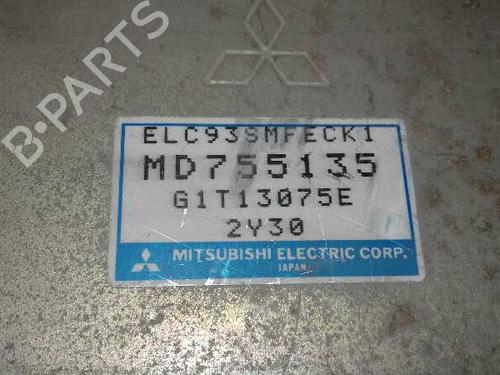 B-PARTS
ELC93SMFECK1
MD755135
G1T13075E
2Y30
MITSUBISHI ELECTRIC CORP.
JAPAN